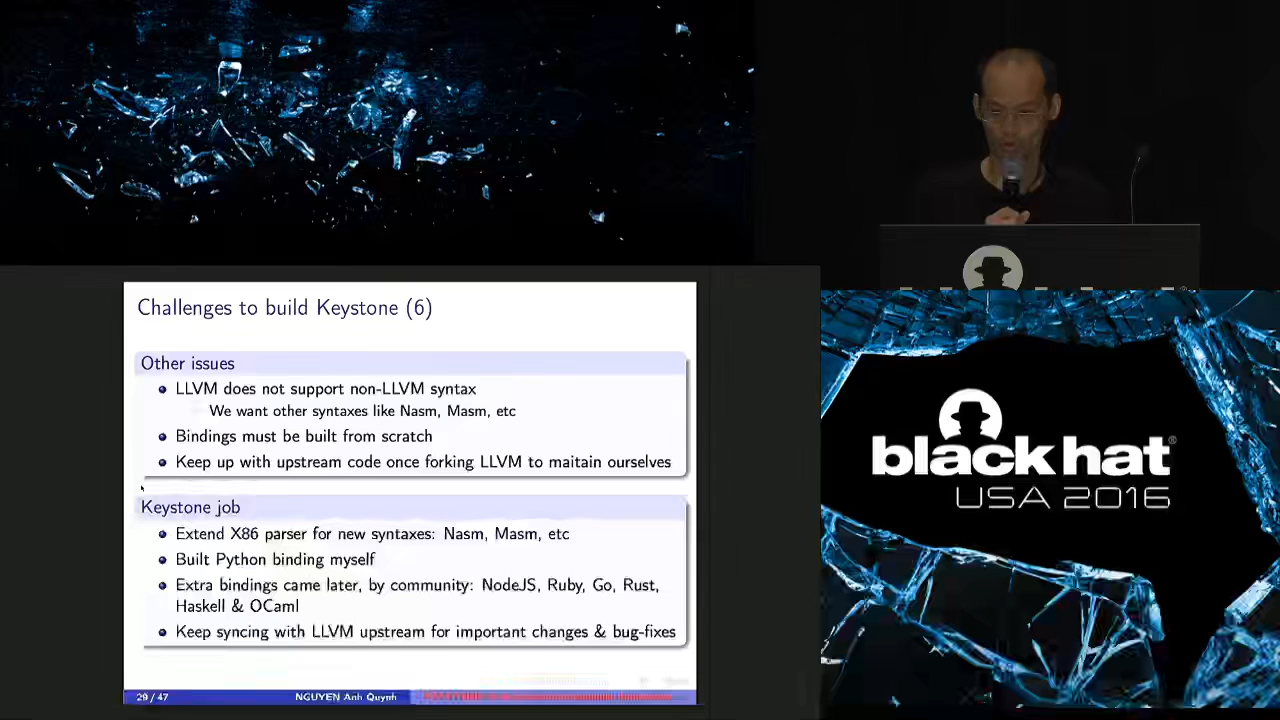 Challenges to build Keystone (6)
Other issues
LLVM does not support non-LLVM syntax
We want other syntaxes like Nasm, Masm, etc
Bindings must be built from scratch
Keep up with upstream code once forking LLVM to maitain ourselves
Keystone job
Extend X86 parser for new syntaxes: Nasm, Masm, etc
Built Python binding myself
Extra bindings came later, by community: NodeJS, Ruby, Go, Rust,
Haskell & OCaml
Keep syncing with LLVM upstream for important changes & bug-fixes
29 / 47
NGUYEN Anh Quynh
black hat®
USA 2016